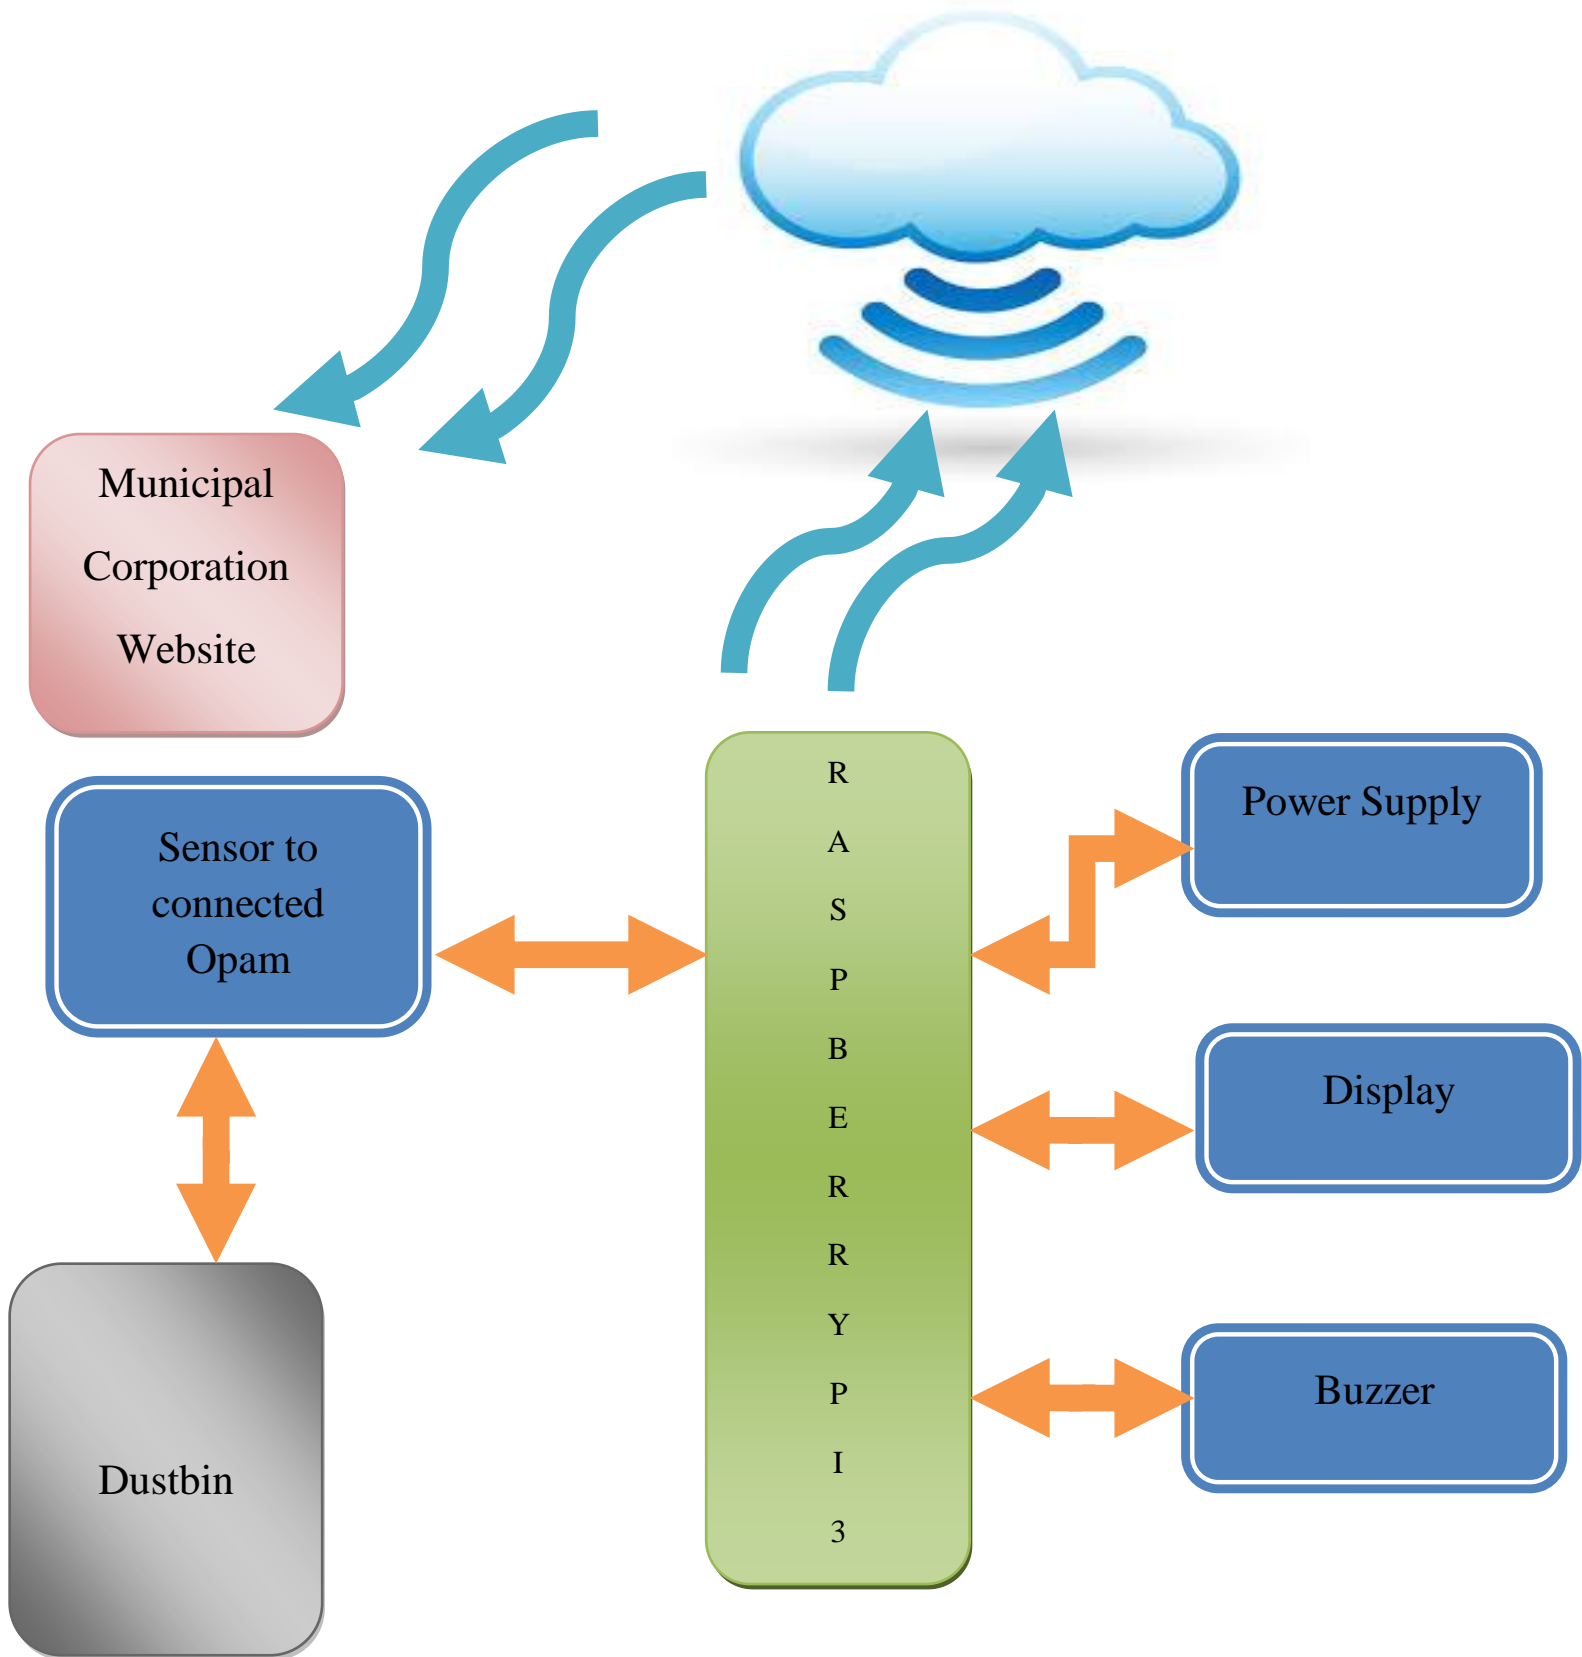 Municipal
Corporation
Website
Sensor to
connected
Opam
Dustbin
R
A
S
P
B
E
R
R
Y
P
I
3
Power Supply
Display
Buzzer